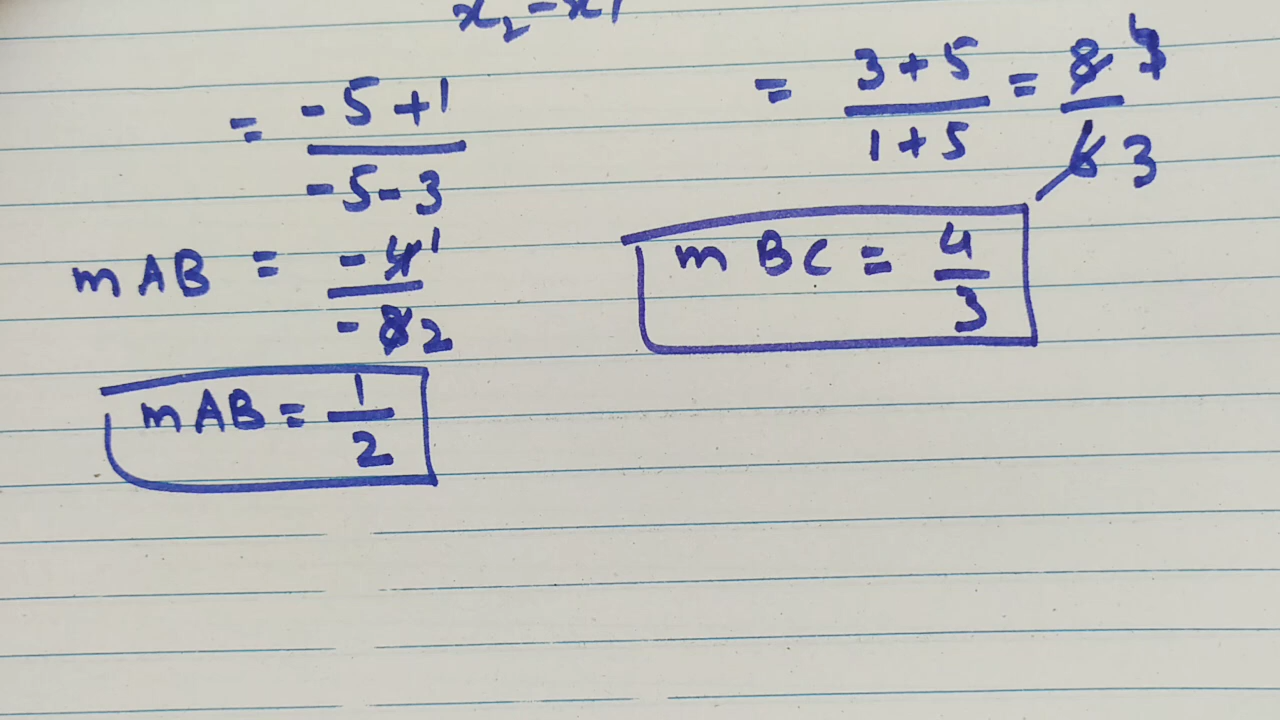 x₂-x₁
= -5+1 / -5-3
mAB = -4 1 / -8 2
mAB = 1/2
= 3+5 / 1+5 = 8 4 / 6 3
mBC = 4/3